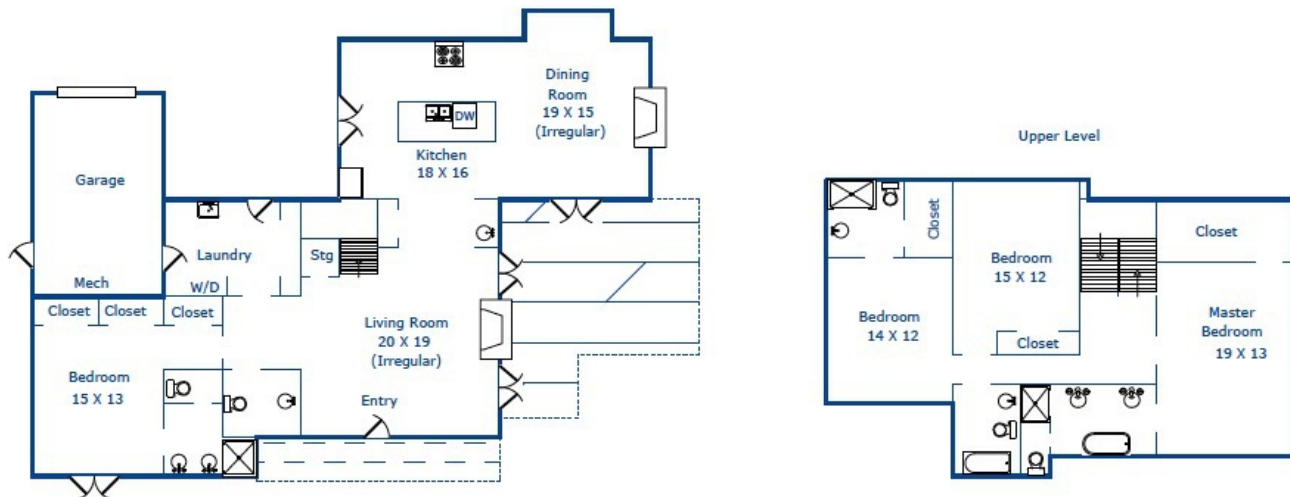 Dining
Room
19 X 15
(Irregular)
DW
Kitchen
18 X 16
Garage
Mech
Laundry
W/D
Stg
Closet
Closet
Closet
Living Room
20 X 19
(Irregular)
Bedroom
15 X 13
Entry
Upper Level
Closet
Bedroom
15 X 12
Closet
Bedroom
14 X 12
Closet
Master
Bedroom
19 X 13